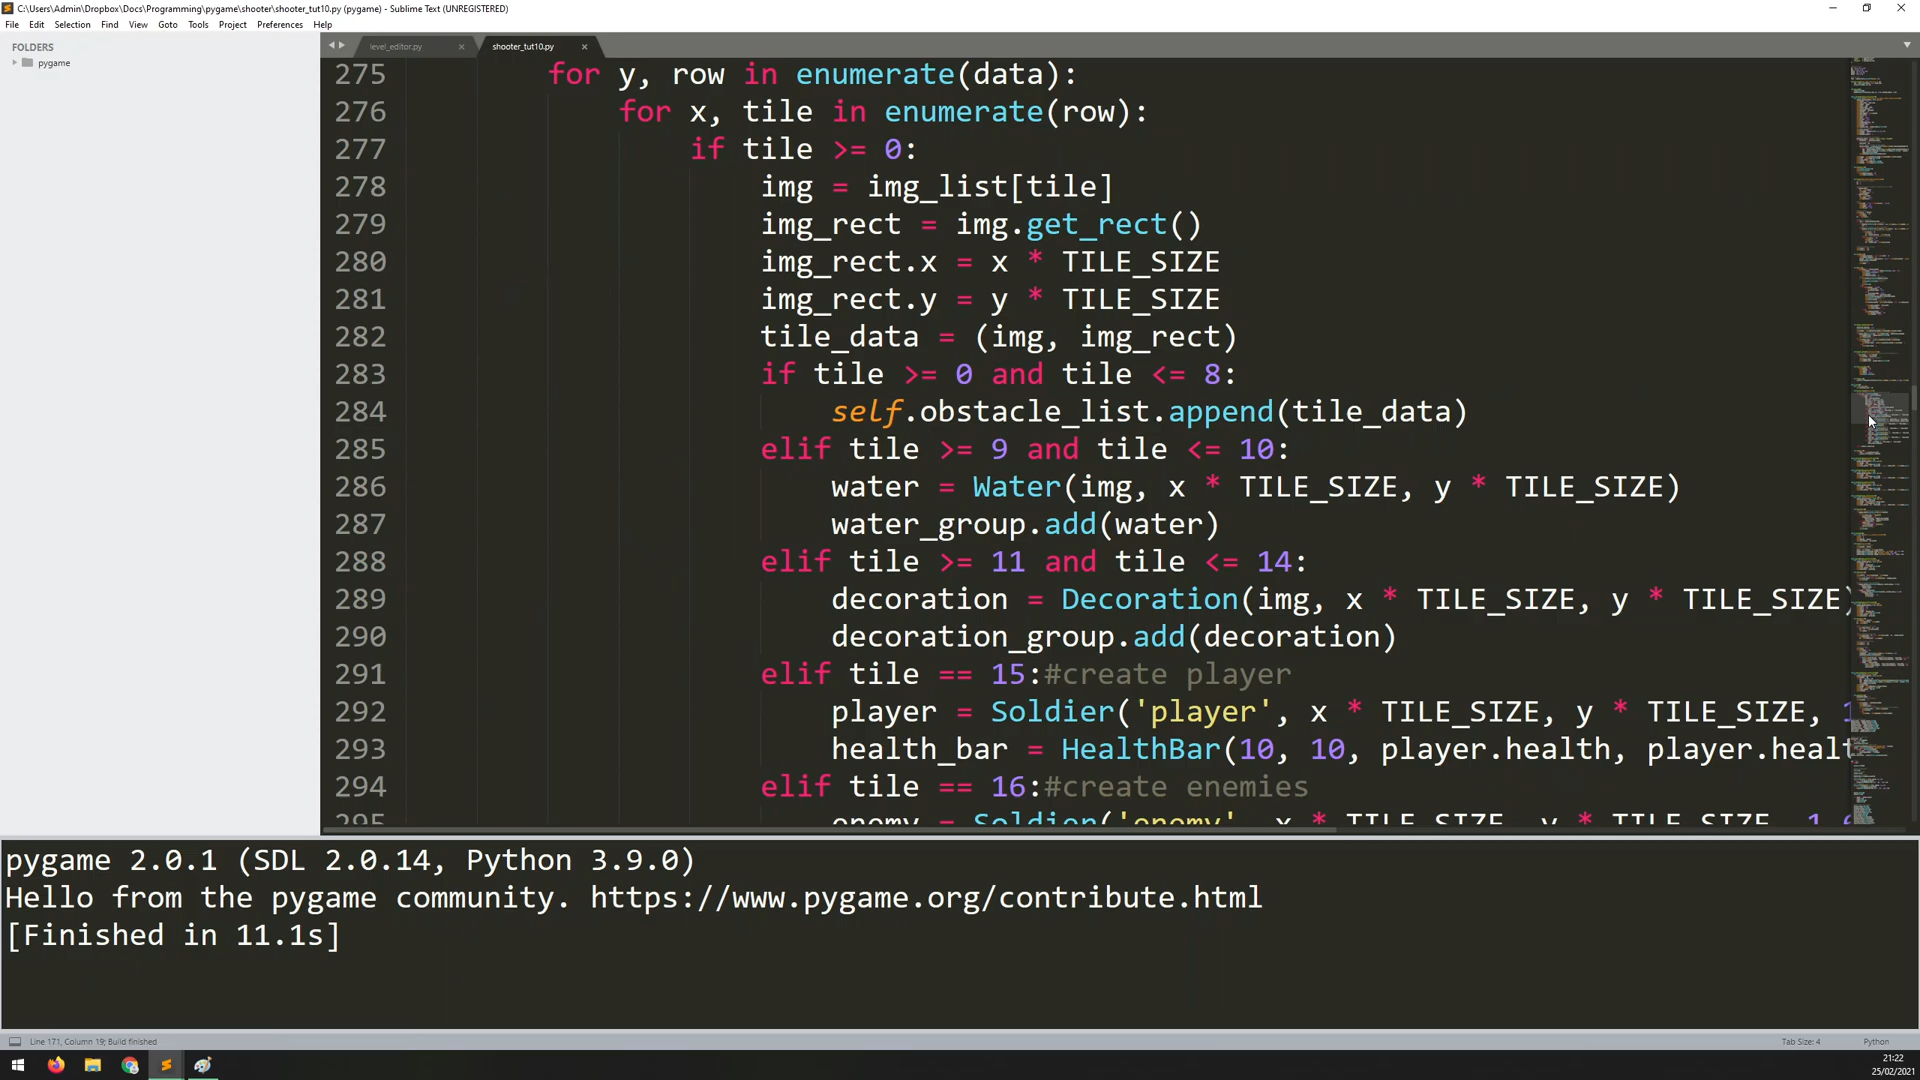 C:\Users\Admin\Dropbox\Docs\Programming\pygame\shooter\shooter_tut10.py (pygame) - Sublime Text (UNREGISTERED)
File Edit Selection Find View Goto Tools Project Preferences Help
FOLDERS
pygame
level_editor.py
shooter_tut10.py
275 for y, row in enumerate(data):
276 for x, tile in enumerate(row):
277 if tile >= 0:
278 img = img_list[tile]
279 img_rect = img.get_rect()
280 img_rect.x = x * TILE_SIZE
281 img_rect.y = y * TILE_SIZE
282 tile_data = (img, img_rect)
283 if tile >= 0 and tile <= 8:
284 self.obstacle_list.append(tile_data)
285 elif tile >= 9 and tile <= 10:
286 water = Water(img, x * TILE_SIZE, y * TILE_SIZE)
287 water_group.add(water)
288 elif tile >= 11 and tile <= 14:
289 decoration = Decoration(img, x * TILE_SIZE, y * TILE_SIZE)
290 decoration_group.add(decoration)
291 elif tile == 15:#create player
292 player = Soldier('player', x * TILE_SIZE, y * TILE_SIZE,
293 health_bar = HealthBar(10, 10, player.health, player.healt
294 elif tile == 16:#create enemies
295 enemy = Soldier('enemy', x * TILE_SIZE, y * TILE_SIZE,
pygame 2.0.1 (SDL 2.0.14, Python 3.9.0)
Hello from the pygame community. https://www.pygame.org/contribute.html
[Finished in 11.1s]
Line 171, Column 19; Build finished
Tab Size: 4
Python
21:22
25/02/2021